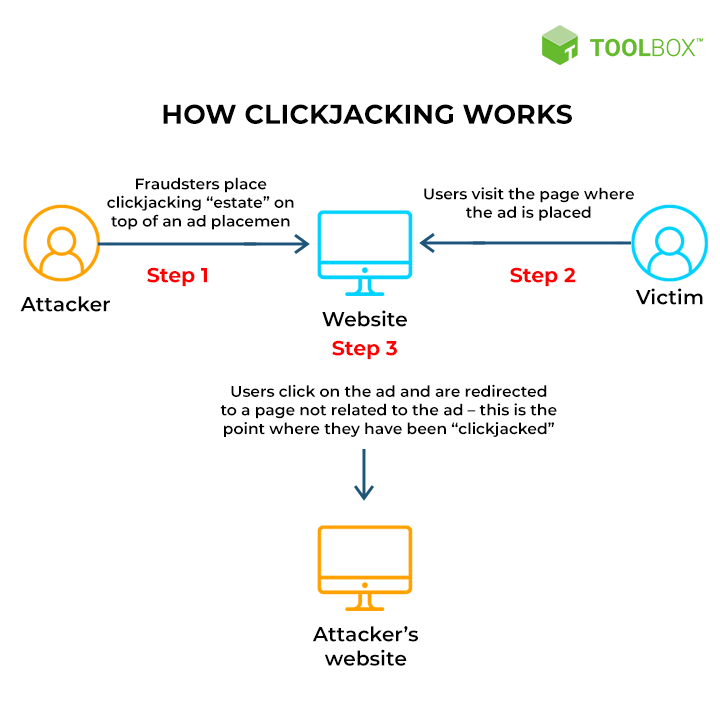 TOOLBOX™
HOW CLICKJACKING WORKS
Fraudsters place
clickjacking “estate” on
top of an ad placemen
Step 1
Attacker
Users visit the page where
the ad is placed
Step 2
Victim
Website
Step 3
Users click on the ad and are redirected
to a page not related to the ad – this is the
point where they have been “clickjacked”
Attacker’s
website